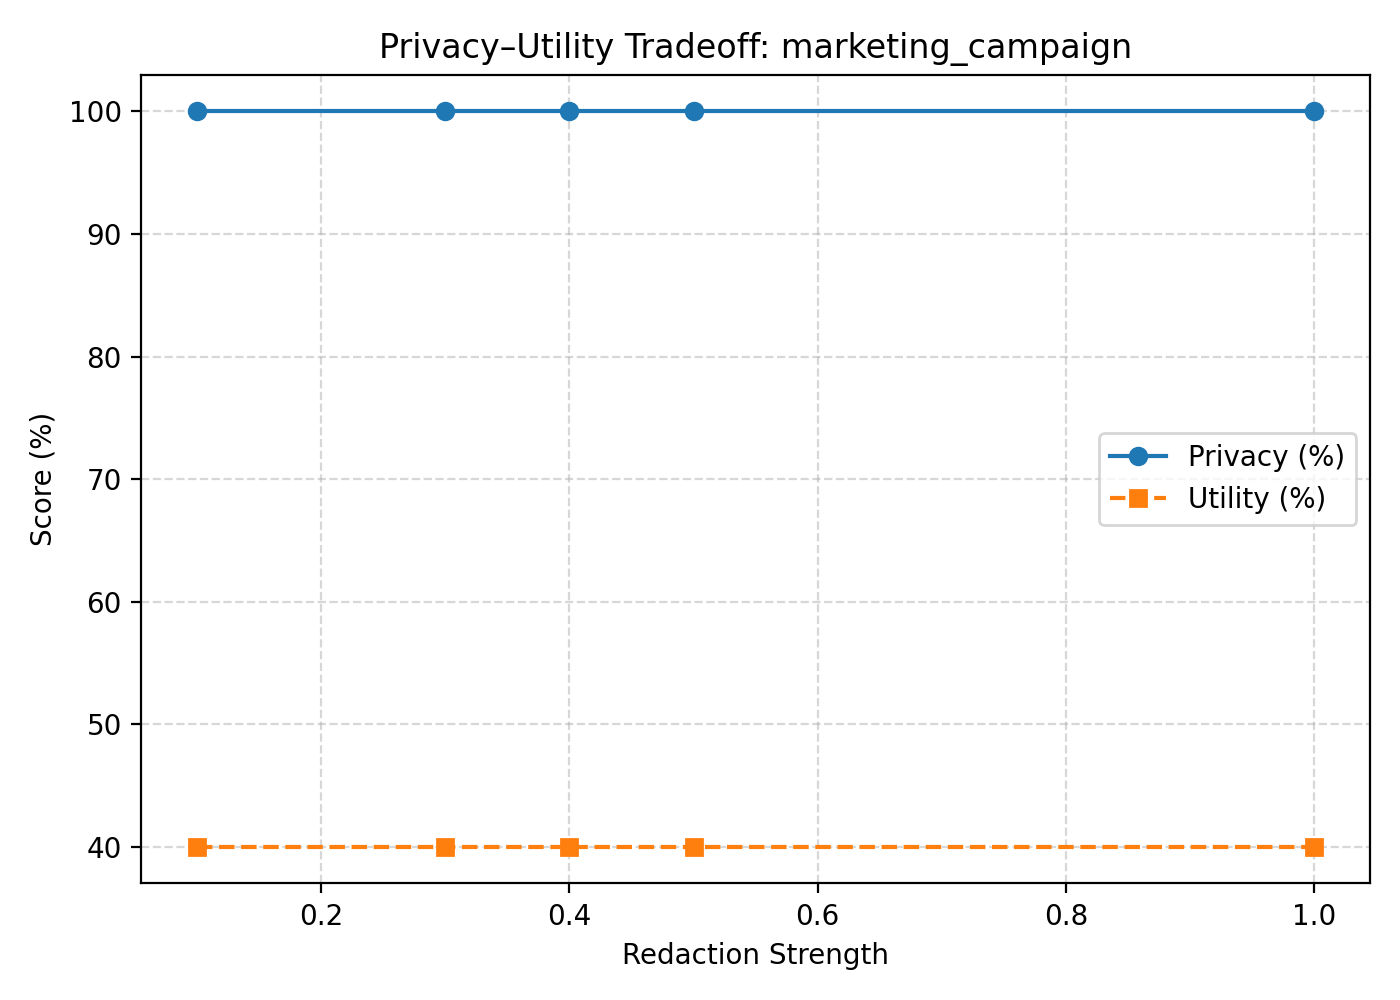 Privacy–Utility Tradeoff: marketing_campaign
100
90
80
70
60
50
40
Score (%)
Privacy (%)
Utility (%)
0.2 0.4 0.6 0.8 1.0
Redaction Strength